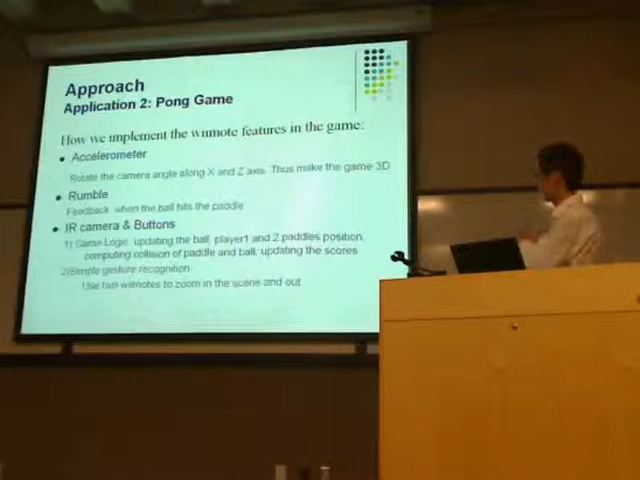 Approach
Application 2: Pong Game
How we implement the wiimote features in the game:
Accelerometer
Rotate the camera angle along X and Z axis. Thus make the game 3D
Rumble
Feedback when the ball hits the paddle
IR camera & Buttons
1) Game Logic: updating the ball, player1 and 2 paddles position,
computing collision of paddle and ball, updating the scores
2)Simple gesture recognition:
Use two wiimotes to zoom in the scene and out